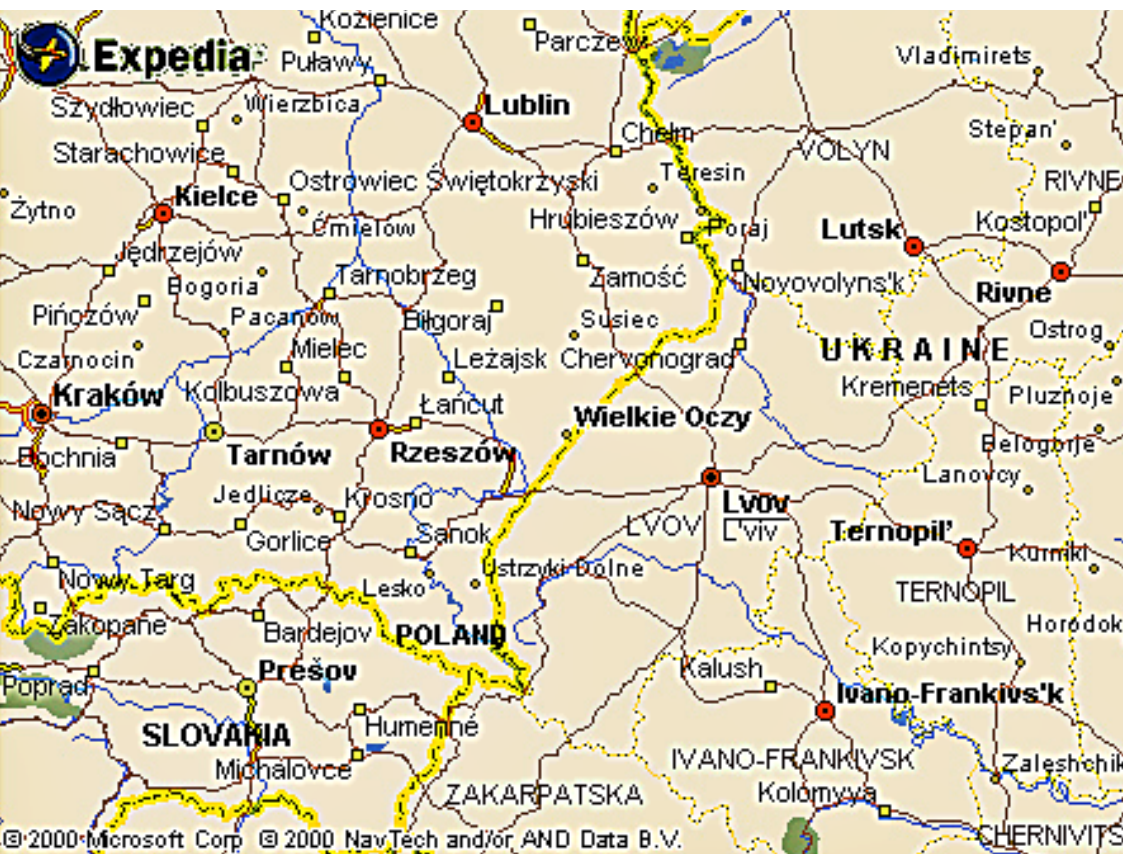 Kozienice
Parczew
Expedia
Puławy
Vladimirets
Szydłowiec
Wierzbica
Lublin
Stepan'
Chełm
VOLYN
Starachowice
Teresin
Kielce
Ostrowiec Świętokrzyski
RIVNE
Żytno
Hrubieszów
Poraj
Kostopol'
Ćmielów
Lutsk
Jędrzejów
Tarnobrzeg
Zamość
Novovolyns'k
Bogoria
Rivne
Pińczów
Pacanów
Biłgoraj
Susiec
Ostrog
Mielec
UKRAINE
Czarnocin
Leżajsk
Chervonograd
Kolbuszowa
Kremenets
Pluznoje
Kraków
Łańcut
Wielkie Oczy
Bochnia
Tarnów
Rzeszów
Belogorje
Lanovcy
Jedlicze
Krosno
Lvov
Nowy Sącz
LVOV
L'viv
Gorlice
Sanok
Ternopil'
Kurniki
Nowy Targ
Lesko
Ustrzyki Dolne
TERNOPIL
Zakopane
Bardejov
POLAND
Horodok
Kopychintsy
Prešov
Kalush
Poprad
Ivano-Frankivs'k
Humenné
SLOVAKIA
Michalovce
IVANO-FRANKIVSK
Zaleshchik
ZAKARPATSKA
Kolomyya
© 2000 Microsoft Corp © 2000 NavTech and/or AND Data B.V.
CHERNIVITS